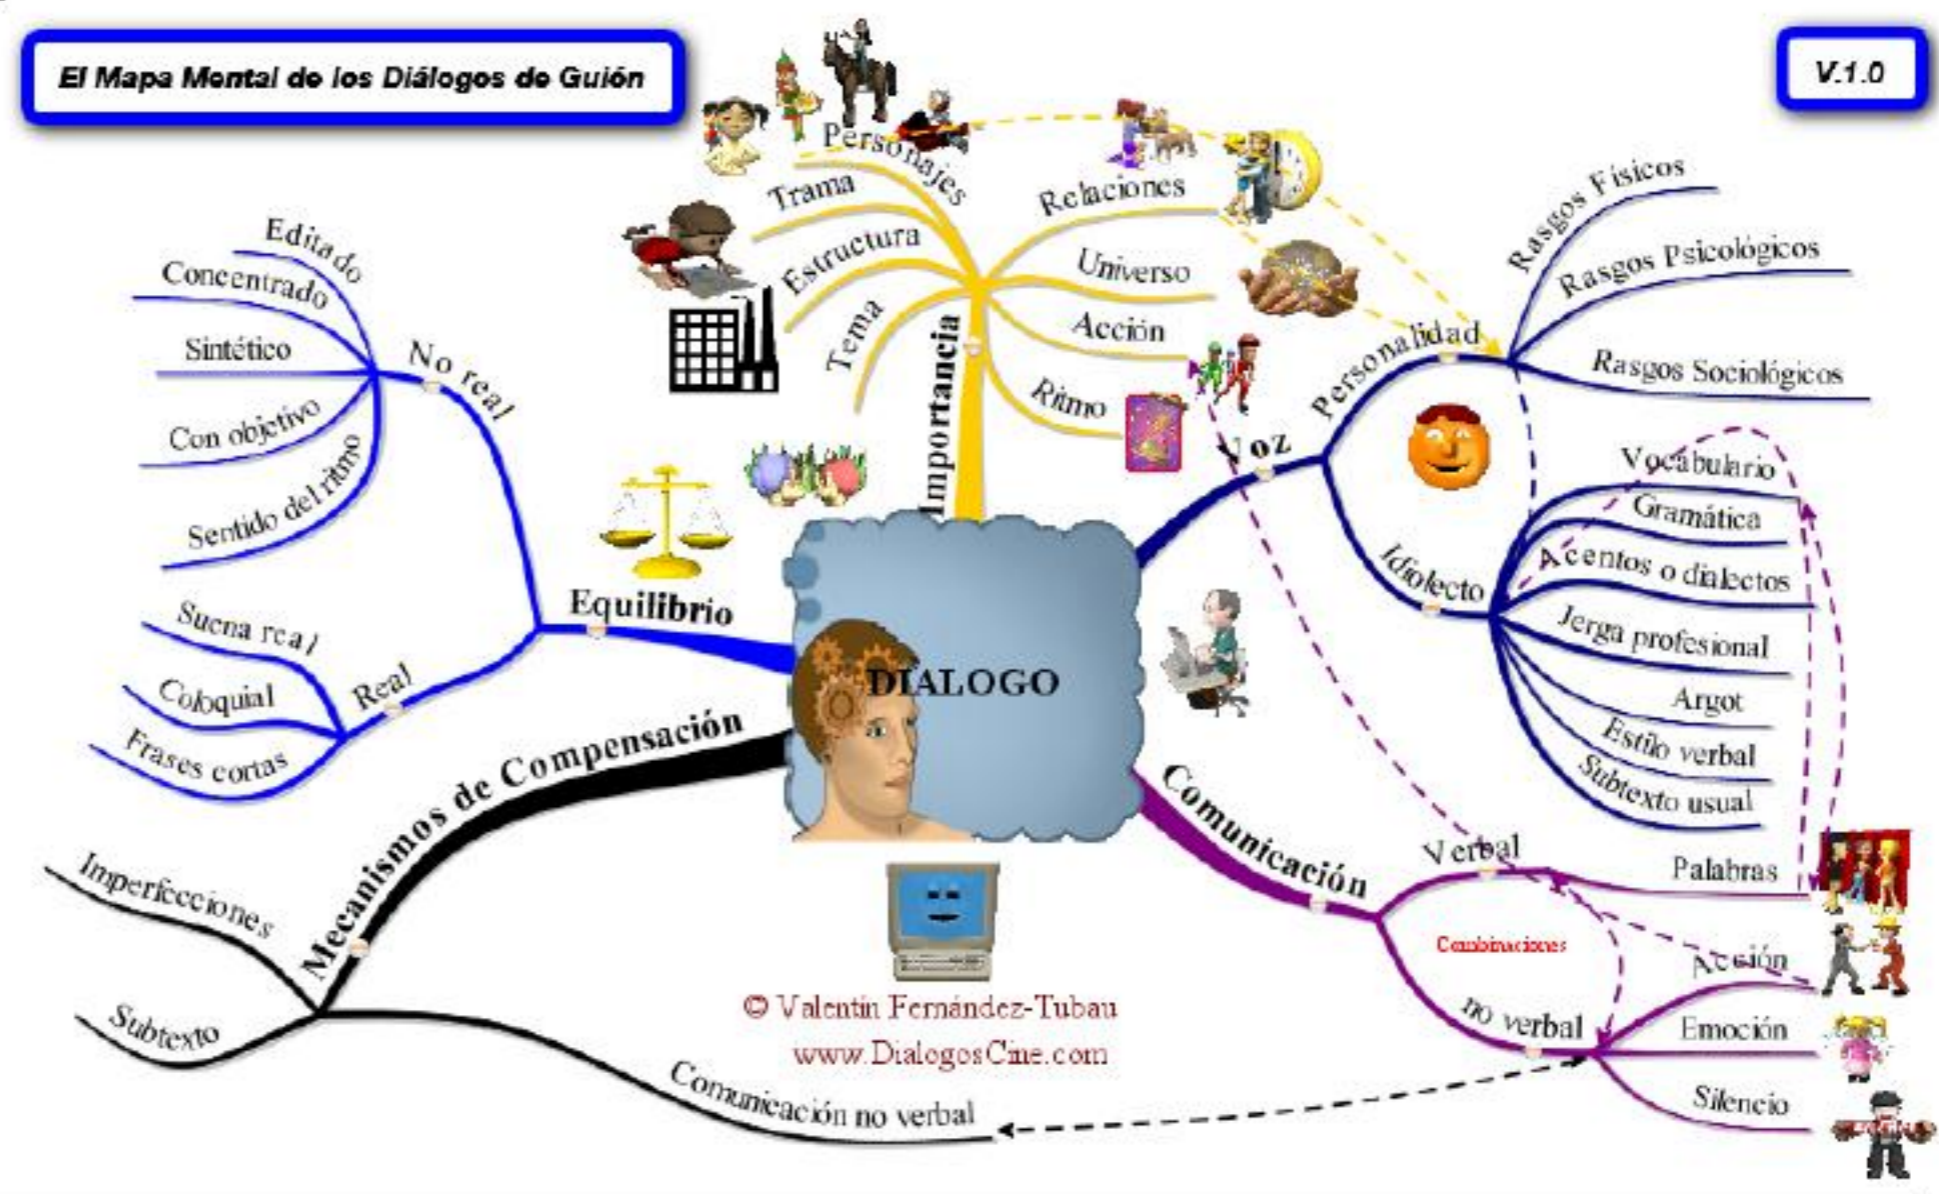 El Mapa Mental de los Diálogos de Guión
V.1.0
DIÁLOGO
Importancia
Personajes
Trama
Estructura
Tema
Relaciones
Universo
Acción
Ritmo
Voz
Personalidad
Rasgos Físicos
Rasgos Psicológicos
Rasgos Sociológicos
Idiolecto
Vocabulario
Gramática
Acentos o dialectos
Jerga profesional
Argot
Estilo verbal
Subtexto usual
Comunicación
Verbal
Palabras
Combinaciones
no verbal
Acción
Emoción
Silencio
Equilibrio
No real
Editado
Concentrado
Sintético
Con objetivo
Sentido del ritmo
Real
Suena real
Coloquial
Frases cortas
Mecanismos de Compensación
Imperfecciones
Subtexto
Comunicación no verbal
© Valentín Fernández-Tubau
www.DialogosCine.com